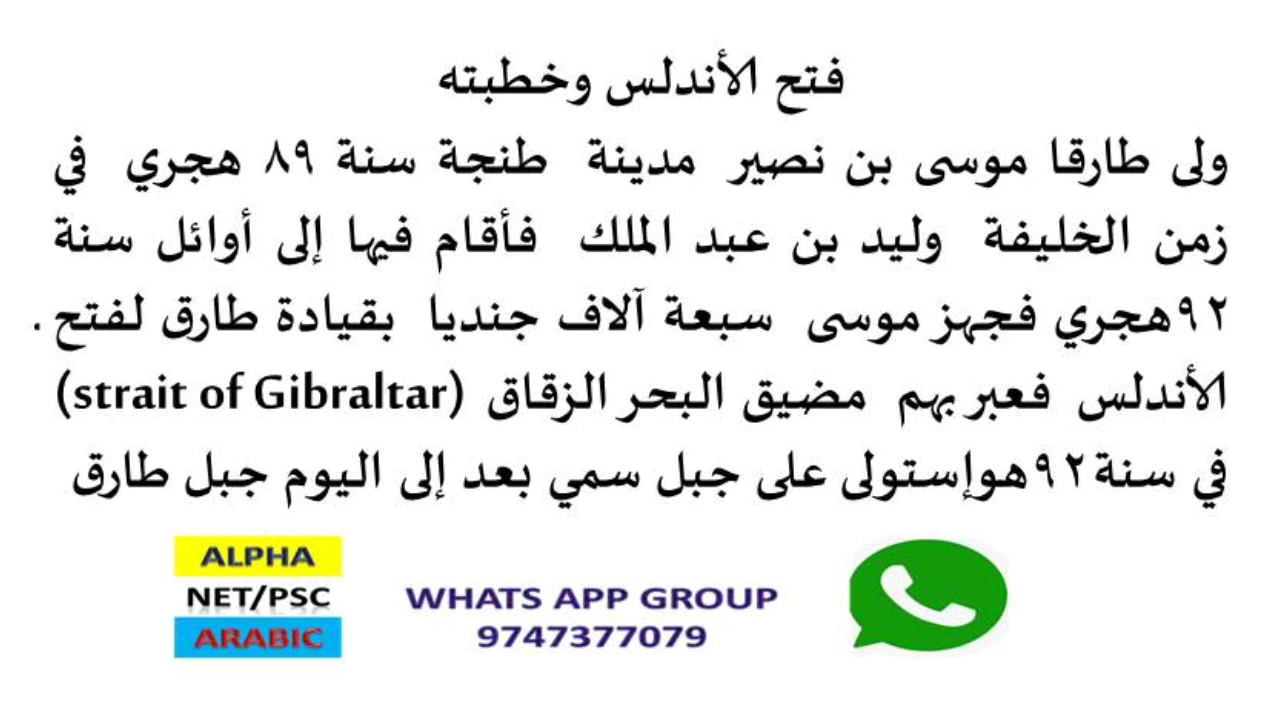 فتح الأندلس وخطبته
ولى طارقا موسى بن نصير مدينة طنجة سنة ٨٩ هجري في
زمن الخليفة وليد بن عبد الملك فأقام فيها إلى أوائل سنة
٩٢هجري فجهز موسى سبعة آلاف جنديا بقيادة طارق لفتح .
الأندلس فعبر بهم مضيق البحر الزقاق (strait of Gibraltar)
في سنة٩٢هوإستولى على جبل سمي بعد إلى اليوم جبل طارق
ALPHA
NET/PSC
ARABIC
WHATS APP GROUP
9747377079